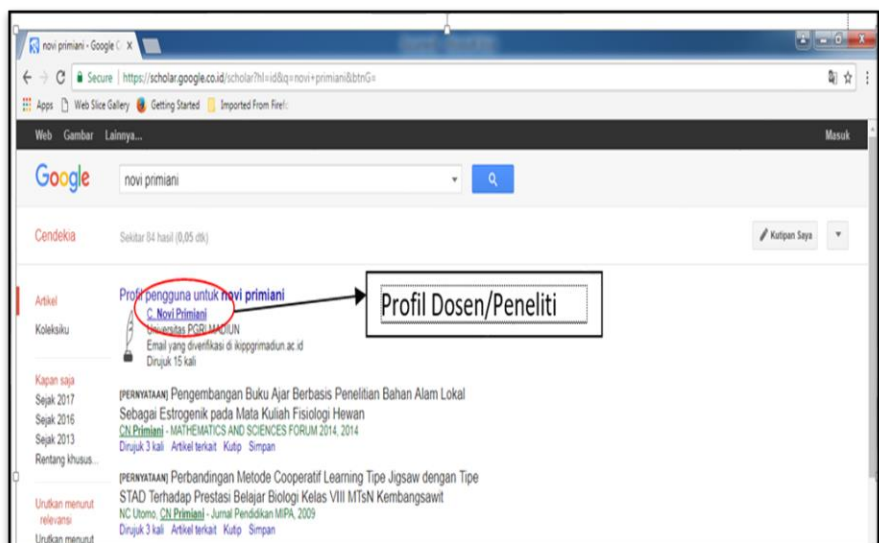 novi primiani - Google C
Secure | https://scholar.google.co.id/scholar?hl=id&q=novi+primiani&btnG=
Apps Web Slice Gallery Getting Started Imported From Firefo
Web Gambar Lainnya... Masuk
Google novi primiani
Cendekia Sekitar 84 hasil (0,05 dtk) Kutipan Saya
Artikel
Koleksiku
Kapan saja
Sejak 2017
Sejak 2016
Sejak 2013
Rentang khusus...
Urutkan menurut
relevansi
Urutkan menurut
Profil pengguna untuk novi primiani
C. Novi Primiani
Universitas PGRI MADIUN
Email yang diverifikasi di ikippgrimadiun.ac.id
Dirujuk 15 kali
Profil Dosen/Peneliti
[PERNYATAAN] Pengembangan Buku Ajar Berbasis Penelitian Bahan Alam Lokal
Sebagai Estrogenik pada Mata Kuliah Fisiologi Hewan
CN Primiani - MATHEMATICS AND SCIENCES FORUM 2014, 2014
Dirujuk 3 kali Artikel terkait Kutip Simpan
[PERNYATAAN] Perbandingan Metode Cooperatif Learning Tipe Jigsaw dengan Tipe
STAD Terhadap Prestasi Belajar Biologi Kelas VIII MTsN Kembangsawit
NC Utomo, CN Primiani - Jurnal Pendidikan MIPA, 2009
Dirujuk 3 kali Artikel terkait Kutip Simpan